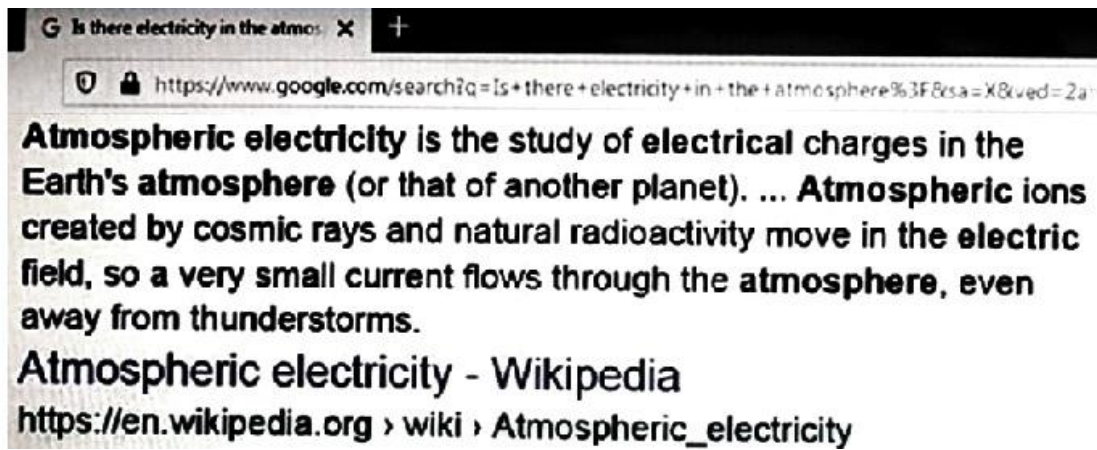 G Is there electricity in the atmos
https://www.google.com/search?q=Is+there+electricity+in+the+atmosphere%3F&sa=X&ved=2a
Atmospheric electricity is the study of electrical charges in the
Earth's atmosphere (or that of another planet). ... Atmospheric ions
created by cosmic rays and natural radioactivity move in the electric
field, so a very small current flows through the atmosphere, even
away from thunderstorms.
Atmospheric electricity - Wikipedia
https://en.wikipedia.org › wiki › Atmospheric_electricity